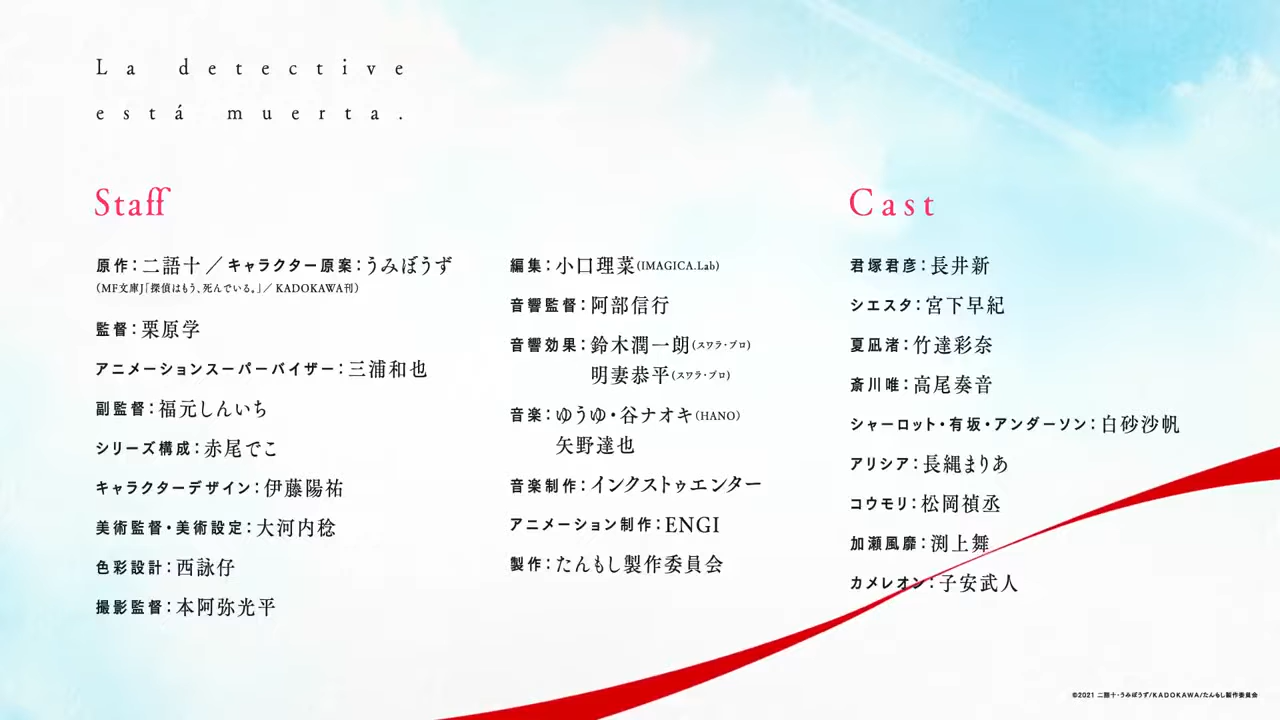 La detective
está muerta.
Staff
原作：二語十／キャラクター原案：うみぼうず
（MF文庫J「探偵はもう、死んでいる。」／KADOKAWA刊）
監督：栗原学
アニメーションスーパーバイザー：三浦和也
副監督：福元しんいち
シリーズ構成：赤尾でこ
キャラクターデザイン：伊藤陽祐
美術監督・美術設定：大河内稔
色彩設計：西詠仔
撮影監督：本阿弥光平
編集：小口理菜（IMAGICA.Lab）
音響監督：阿部信行
音響効果：鈴木潤一朗（スワラ・プロ）
明妻恭平（スワラ・プロ）
音楽：ゆうゆ・谷ナオキ（HANO）
矢野達也
音楽制作：インクストゥエンター
アニメーション制作：ENGI
製作：たんもし製作委員会
Cast
君塚君彦：長井新
シエスタ：宮下早紀
夏凪渚：竹達彩奈
斎川唯：高尾奏音
シャーロット・有坂・アンダーソン：白砂沙帆
アリシア：長縄まりあ
コウモリ：松岡禎丞
加瀬風靡：渕上舞
カメレオン：子安武人
©2021 二語十・うみぼうず/KADOKAWA/たんもし製作委員会